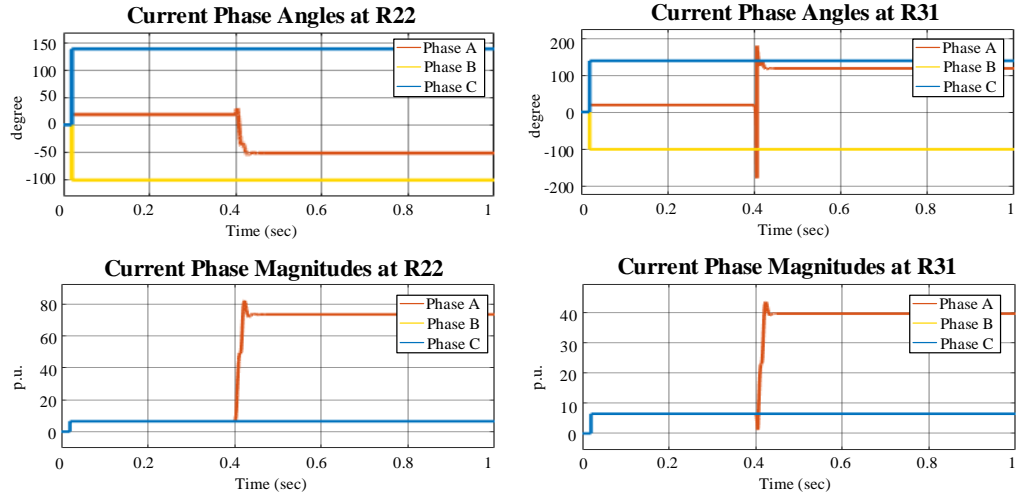 Current Phase Angles at R22
150
100
50
0
-50
-100
degree
Phase A
Phase B
Phase C
0 0.2 0.4 0.6 0.8 1
Time (sec)
Current Phase Angles at R31
200
100
0
-100
-200
degree
Phase A
Phase B
Phase C
0 0.2 0.4 0.6 0.8 1
Time (sec)
Current Phase Magnitudes at R22
80
60
40
20
0
p.u.
Phase A
Phase B
Phase C
0 0.2 0.4 0.6 0.8 1
Time (sec)
Current Phase Magnitudes at R31
40
30
20
10
0
p.u.
Phase A
Phase B
Phase C
0 0.2 0.4 0.6 0.8 1
Time (sec)